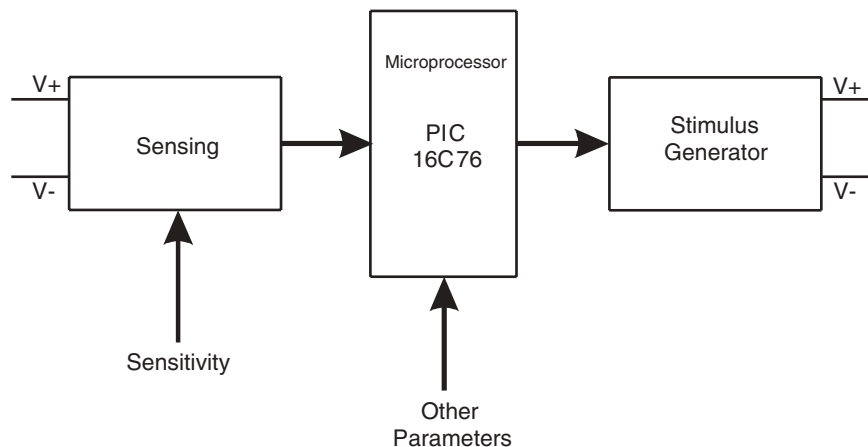 V+
V-
Sensing
Sensitivity
Microprocessor
PIC
16C76
Other
Parameters
Stimulus
Generator
V+
V-